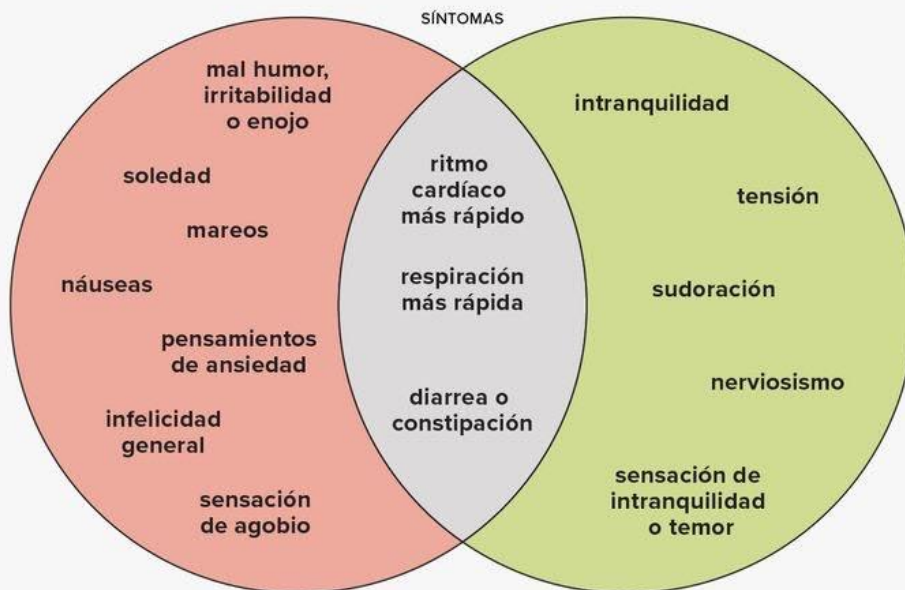 SÍNTOMAS
mal humor,
irritabilidad
o enojo
soledad
mareos
náuseas
pensamientos
de ansiedad
infelicidad
general
sensación
de agobio
ritmo
cardíaco
más rápido
respiración
más rápida
diarrea o
constipación
intranquilidad
tensión
sudoración
nerviosismo
sensación de
intranquilidad
o temor